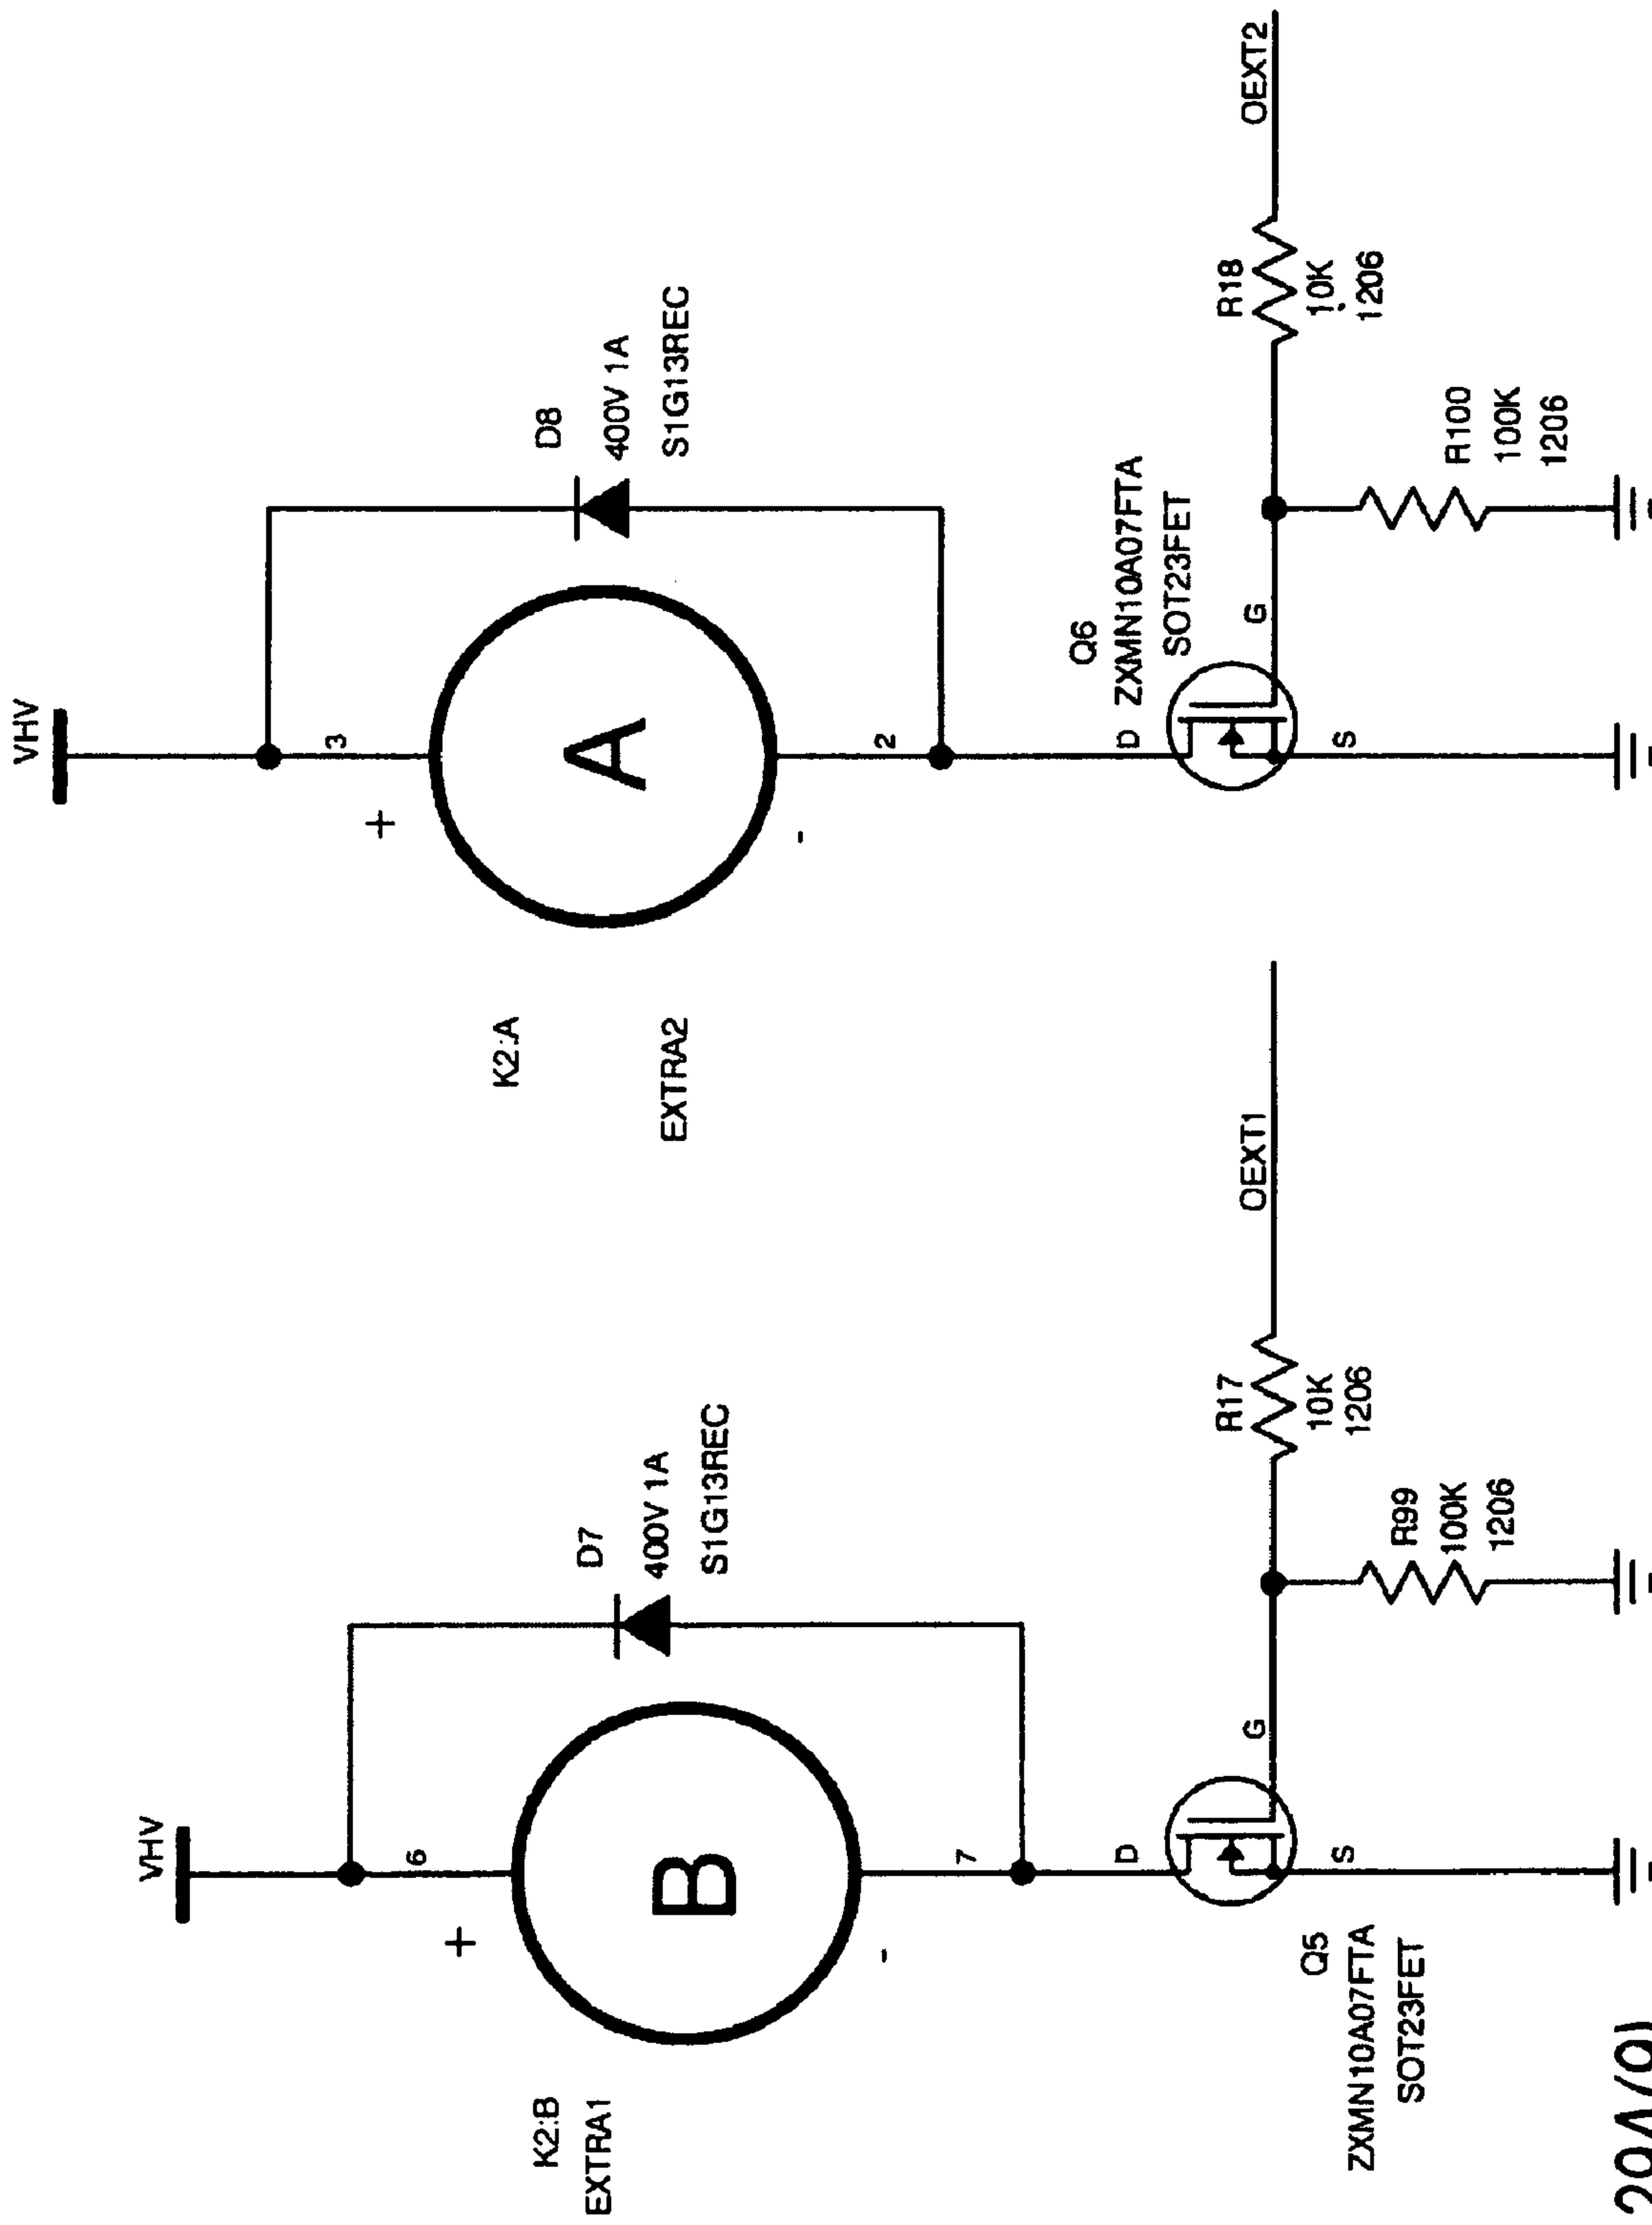 VHV
6
+
K2:B
EXTRA1
B
D7
400V 1A
S1G13REC
-
7
D
G
S
Q5
ZXMN10A07FTA
SOT23FET
R17
10K
1206
OEXT1
R99
100K
1206
VHV
3
+
K2:A
EXTRA2
A
D8
400V 1A
S1G13REC
-
2
D
G
S
Q6
ZXMN10A07FTA
SOT23FET
R18
10K
1206
OEXT2
R100
100K
1206